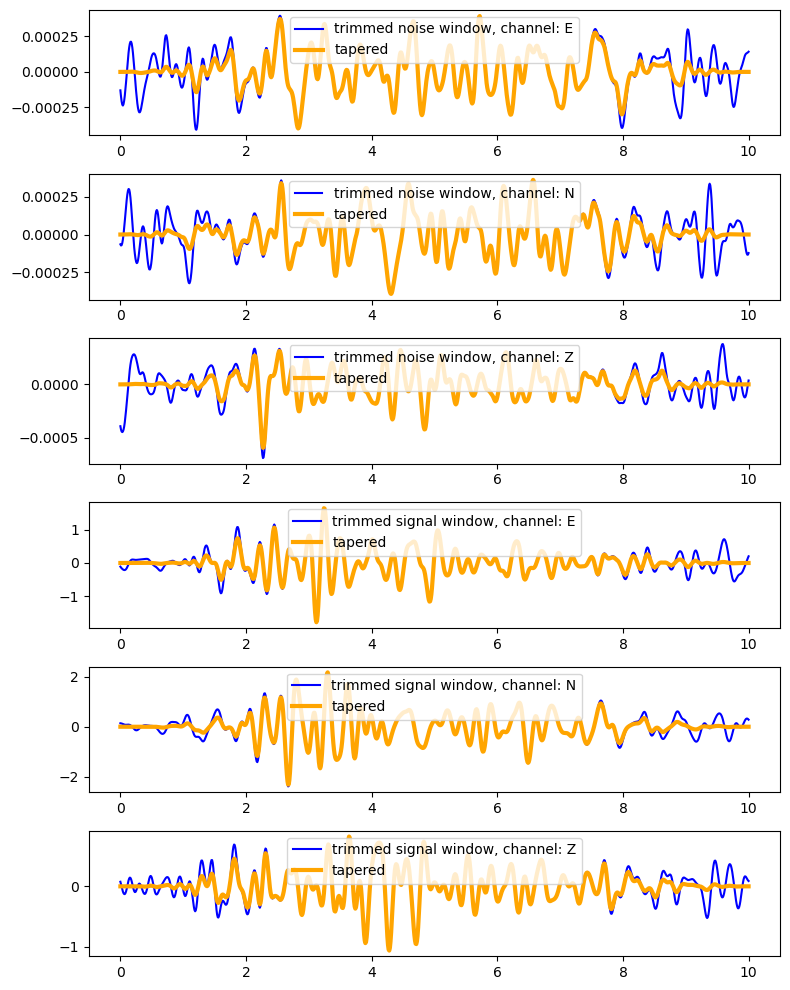 trimmed noise window, channel: E
tapered
0.00025
0.00000
−0.00025
0 2 4 6 8 10
trimmed noise window, channel: N
tapered
0.00025
0.00000
−0.00025
0 2 4 6 8 10
trimmed noise window, channel: Z
tapered
0.0000
−0.0005
0 2 4 6 8 10
trimmed signal window, channel: E
tapered
1
0
−1
0 2 4 6 8 10
trimmed signal window, channel: N
tapered
2
0
−2
0 2 4 6 8 10
trimmed signal window, channel: Z
tapered
0
−1
0 2 4 6 8 10